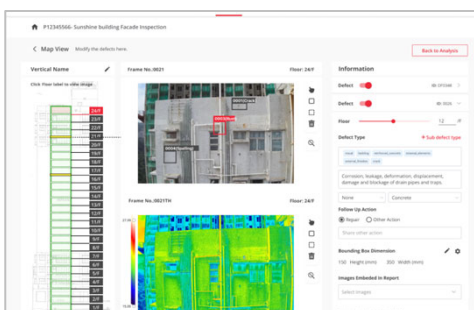 P12345566- Sunshine building Facade Inspection
Map View
Modify the defects here.
Back to Analysis
Vertical Name
Click Floor label to view image
24/F
23/F
22/F
21/F
20/F
19/F
18/F
17/F
16/F
15/F
14/F
13/F
12/F
11/F
10/F
9/F
8/F
7/F
6/F
5/F
4/F
3/F
2/F
1/F
Frame No.:0021
Floor: 24/F
Frame No.:0021TH
Floor: 24/F
Information
Defect
Defect
Floor
12
Defect Type
+ Sub defect type
Corrosion, leakage, deformation, displacement,
damage and blockage of drain pipes and traps.
None
Concrete
Follow Up Action
Repair
Other Action
Share other action
Bounding Box Dimension
Height (mm)
Width (mm)
Images Embeded in Report
Select images